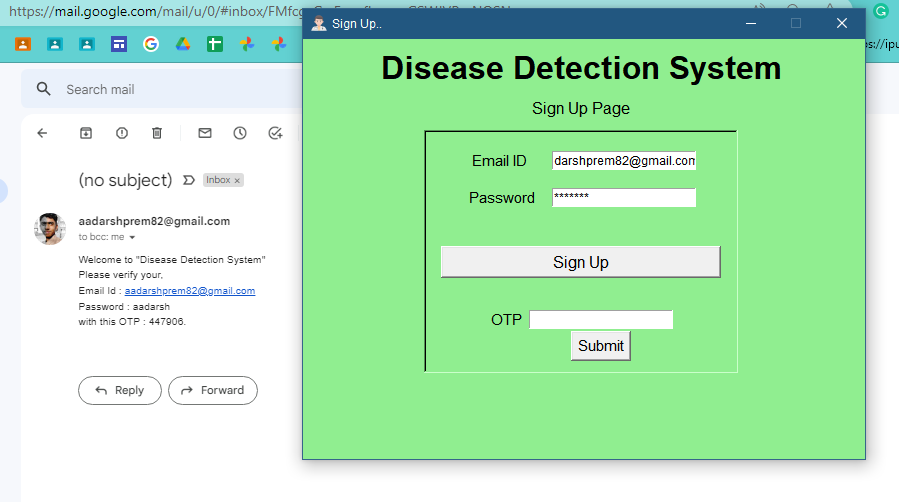 https://mail.google.com/mail/u/0/#inbox/FMfcg
Search mail
(no subject)
Inbox ×
aadarshprem82@gmail.com
to bcc: me
Welcome to "Disease Detection System"
Please verify your,
Email Id : aadarshprem82@gmail.com
Password : aadarsh
with this OTP : 447906.
Reply
Forward
Sign Up..
Disease Detection System
Sign Up Page
Email ID darshprem82@gmail.com
Password *******
Sign Up
OTP
Submit